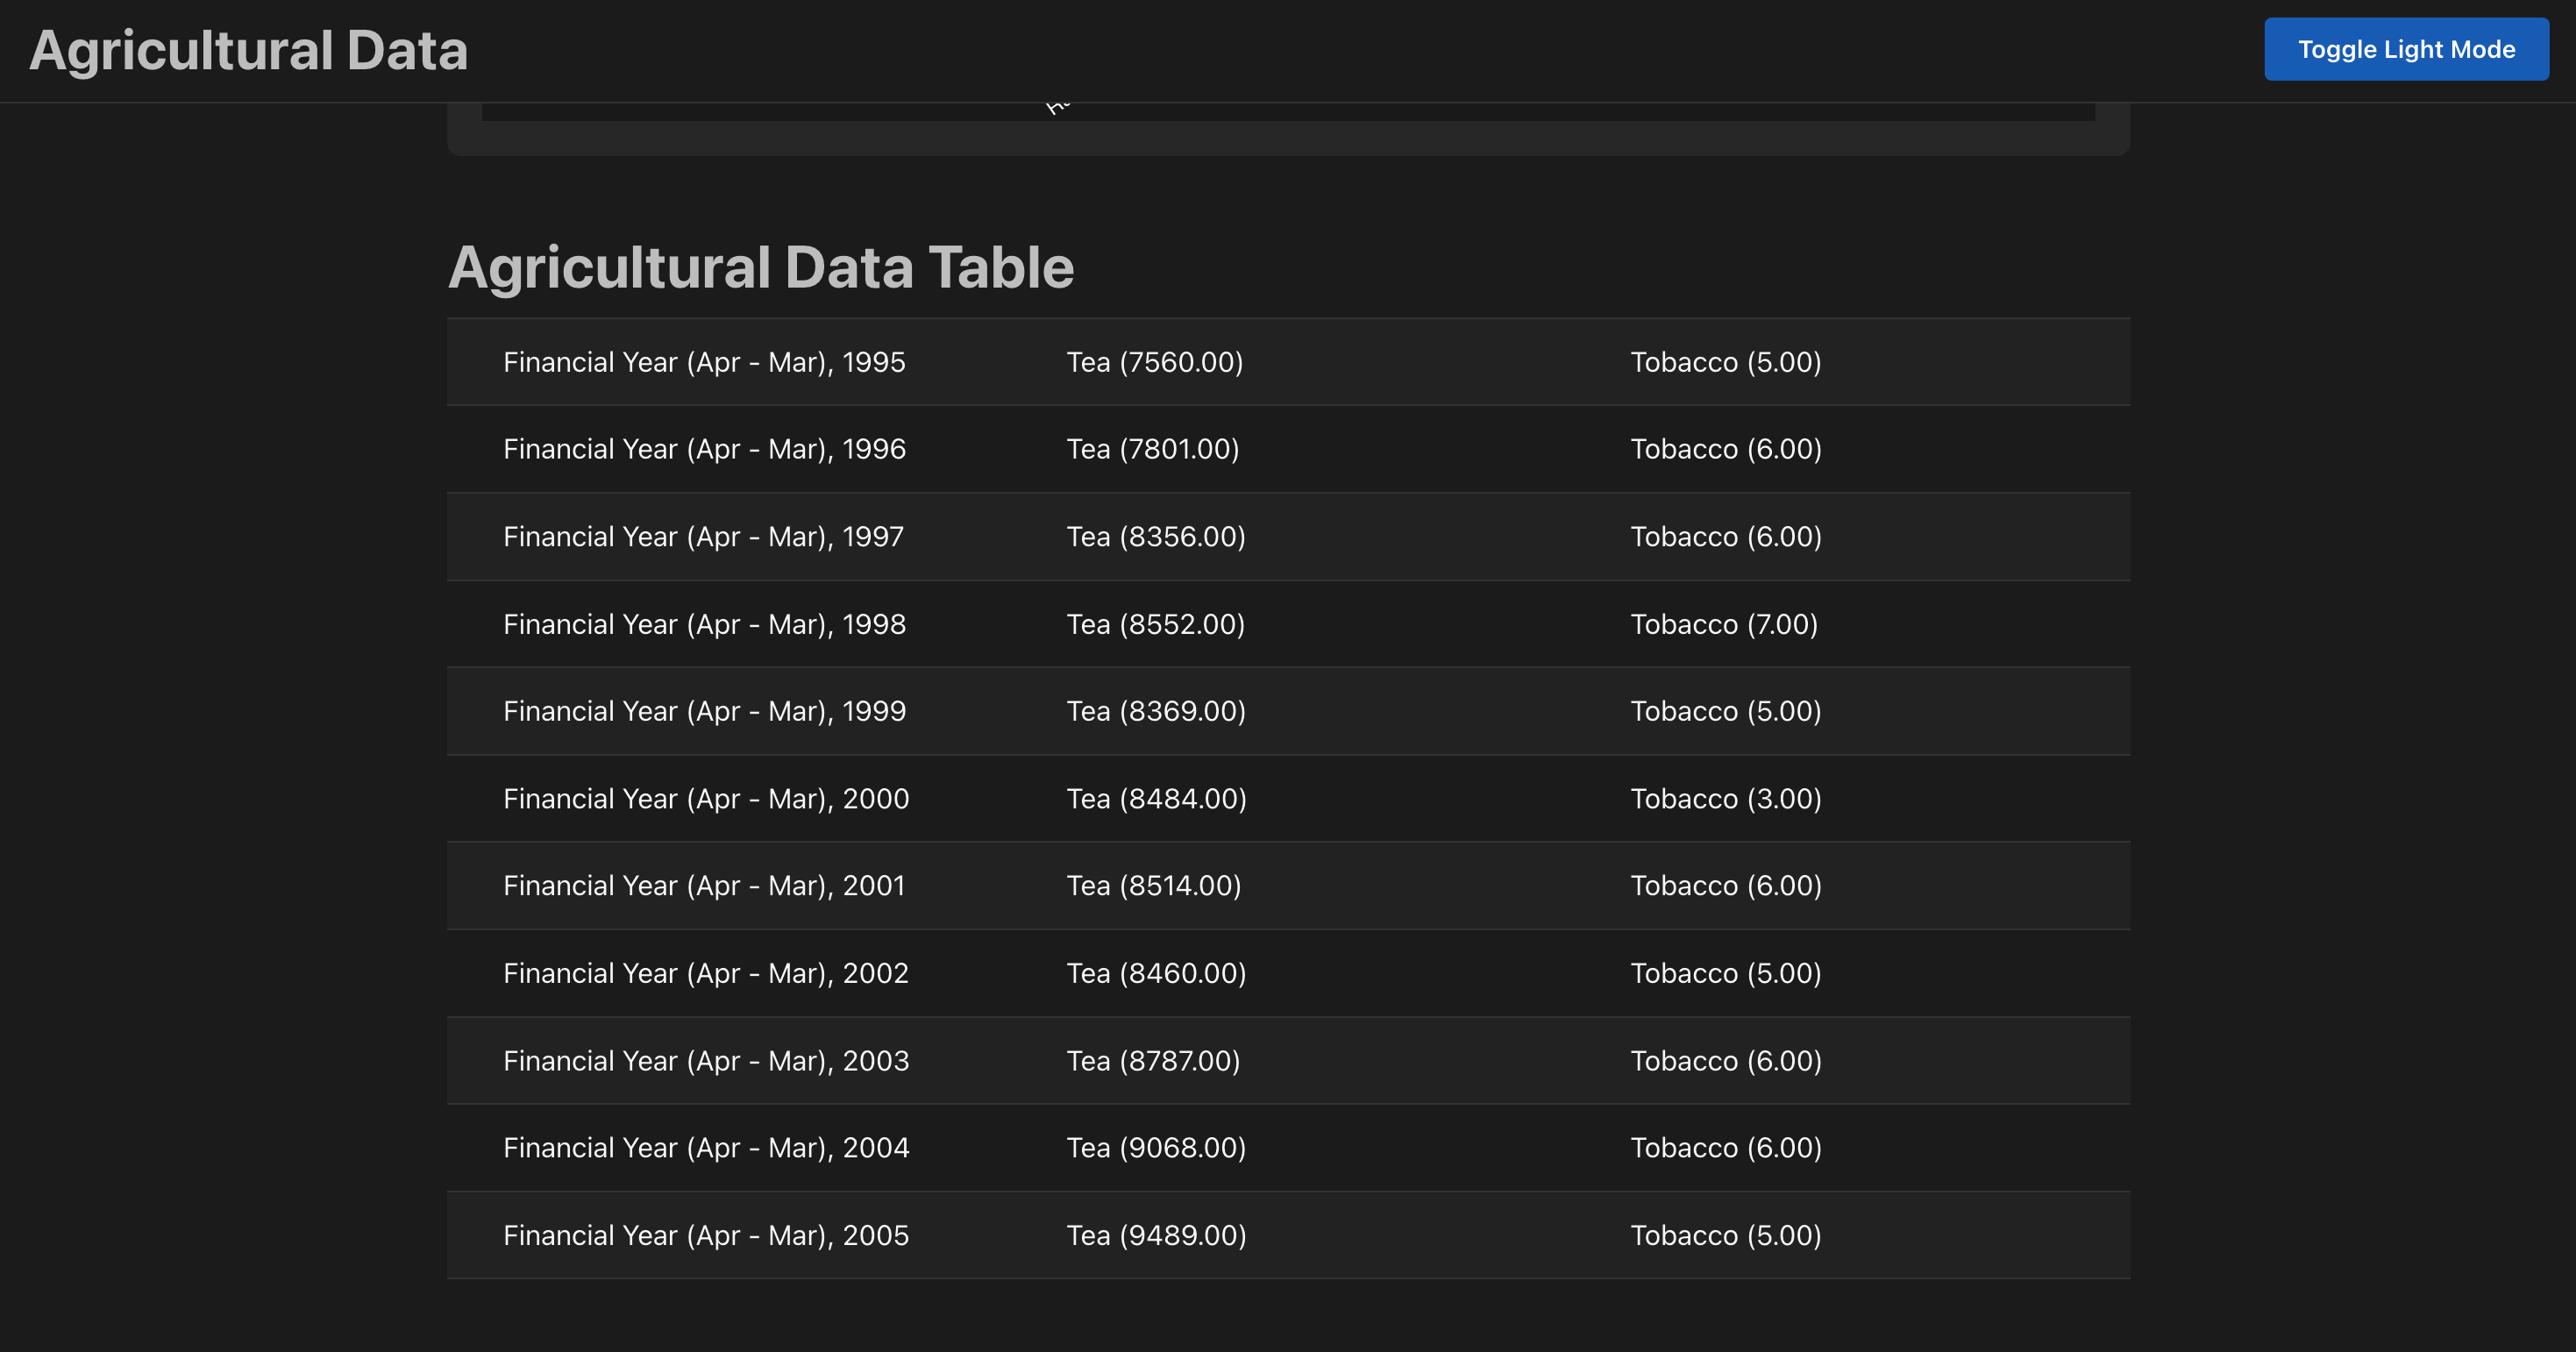 Agricultural Data
Toggle Light Mode
Agricultural Data Table
Financial Year (Apr - Mar), 1995 Tea (7560.00) Tobacco (5.00)
Financial Year (Apr - Mar), 1996 Tea (7801.00) Tobacco (6.00)
Financial Year (Apr - Mar), 1997 Tea (8356.00) Tobacco (6.00)
Financial Year (Apr - Mar), 1998 Tea (8552.00) Tobacco (7.00)
Financial Year (Apr - Mar), 1999 Tea (8369.00) Tobacco (5.00)
Financial Year (Apr - Mar), 2000 Tea (8484.00) Tobacco (3.00)
Financial Year (Apr - Mar), 2001 Tea (8514.00) Tobacco (6.00)
Financial Year (Apr - Mar), 2002 Tea (8460.00) Tobacco (5.00)
Financial Year (Apr - Mar), 2003 Tea (8787.00) Tobacco (6.00)
Financial Year (Apr - Mar), 2004 Tea (9068.00) Tobacco (6.00)
Financial Year (Apr - Mar), 2005 Tea (9489.00) Tobacco (5.00)